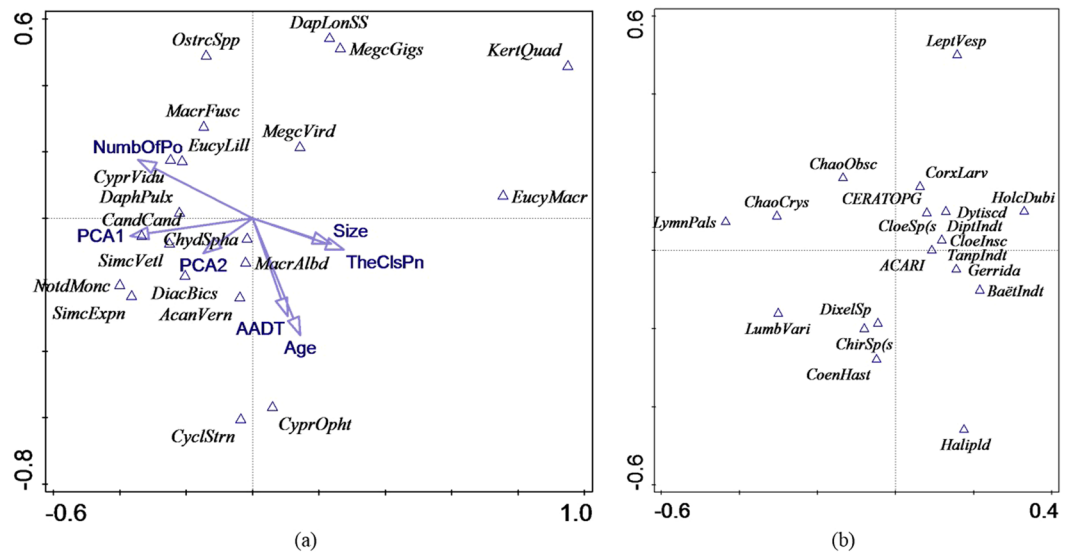 0.6
DapLonSS
OstrcSpp
MegcGigs
KertQuad
MacrFusc
MegcVird
NumbOfPo
EucyLill
CyprVidu
DaphPulx
EucyMacr
CandCand
PCA1
ChydSpha
Size
SimcVetl
PCA2
MacrAlbd
TheClsPn
NotdMonc
DiacBics
SimcExpn
AcanVern
AADT
Age
CyclStrn
CyprOpht
-0.8
-0.6
1.0
(a)
0.6
LeptVesp
ChaoObsc
CorxLarv
ChaoCrys
CERATOPG
HolcDubi
LymnPals
CloeSp(s
Dytiscd
DiptIndt
CloeInsc
ACARI
TanpIndt
Gerrida
BaëtIndt
DixelSp
LumbVari
ChirSp(s
CoenHast
Halipld
-0.6
-0.6
0.4
(b)